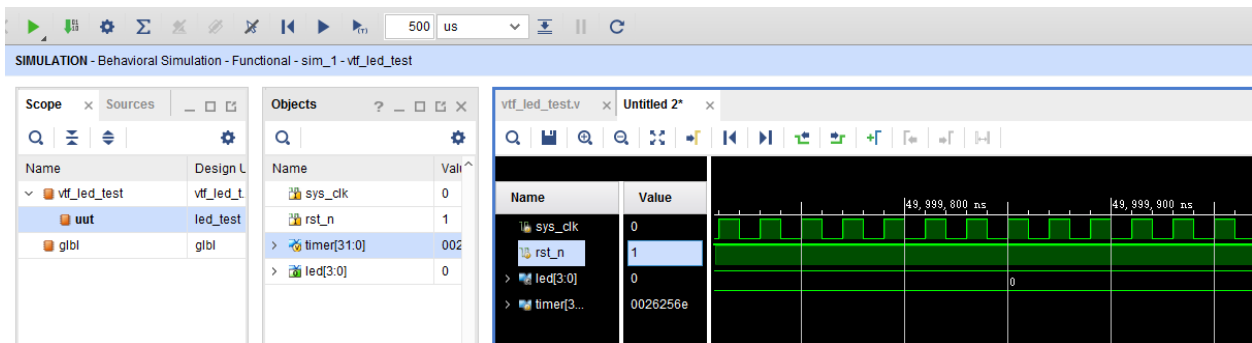 500 us
SIMULATION - Behavioral Simulation - Functional - sim_1 - vtf_led_test
Scope Sources
Name Design U
vtf_led_test vtf_led_t.
uut led_test
glbl glbl
Objects
Name Valu
sys_clk 0
rst_n 1
timer[31:0] 002
led[3:0] 0
vtf_led_test.v Untitled 2*
Name Value
49,999,800 ns 49,999,900 ns
sys_clk 0
rst_n 1
led[3:0] 0 0
timer[3... 0026256e